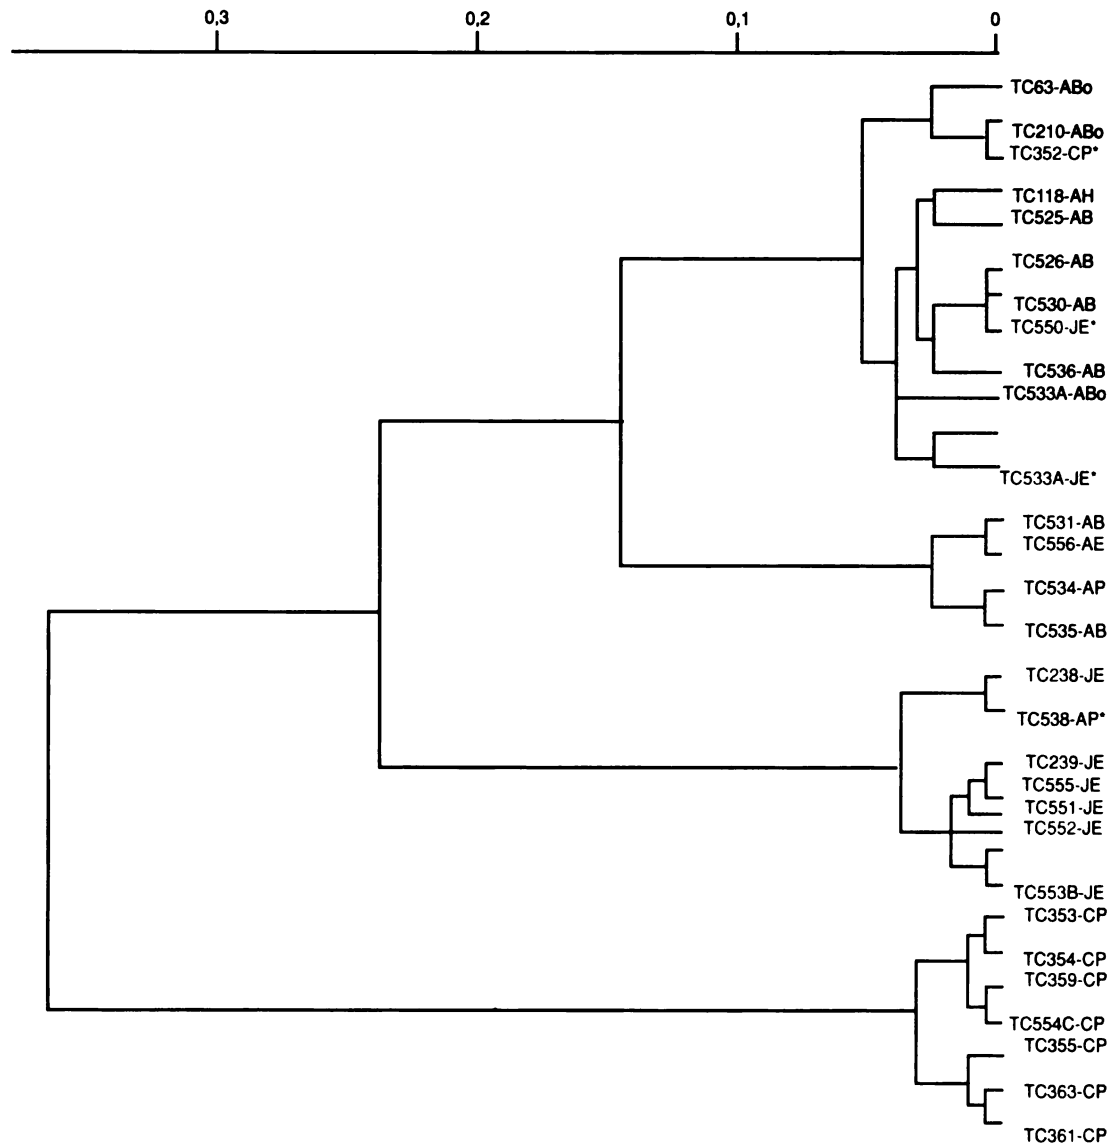 0,3 0,2 0,1 0
TC63-ABo
TC210-ABo
TC352-CP*
TC118-AH
TC525-AB
TC526-AB
TC530-AB
TC550-JE*
TC536-AB
TC533A-ABo
TC533A-JE*
TC531-AB
TC556-AE
TC534-AP
TC535-AB
TC238-JE
TC538-AP*
TC239-JE
TC555-JE
TC551-JE
TC552-JE
TC553B-JE
TC353-CP
TC354-CP
TC359-CP
TC554C-CP
TC355-CP
TC363-CP
TC361-CP